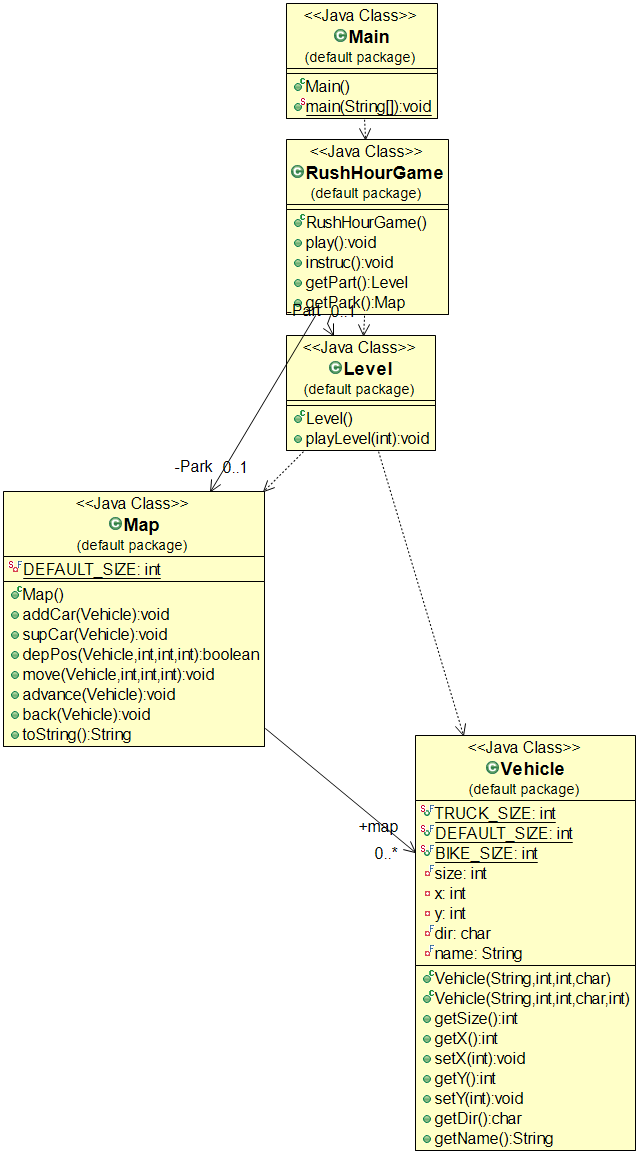 <<Java Class>>
Main
(default package)
Main()
main(String[]):void
<<Java Class>>
RushHourGame
(default package)
RushHourGame()
play():void
instruc():void
getPart():Level
getPark():Map
-Part 0..1
<<Java Class>>
Level
(default package)
Level()
playLevel(int):void
-Park 0..1
<<Java Class>>
Map
(default package)
DEFAULT_SIZE: int
Map()
addCar(Vehicle):void
supCar(Vehicle):void
depPos(Vehicle,int,int,int):boolean
move(Vehicle,int,int,int):void
advance(Vehicle):void
back(Vehicle):void
toString():String
+map
0..*
<<Java Class>>
Vehicle
(default package)
TRUCK_SIZE: int
DEFAULT_SIZE: int
BIKE_SIZE: int
size: int
x: int
y: int
dir: char
name: String
Vehicle(String,int,int,char)
Vehicle(String,int,int,char,int)
getSize():int
getX():int
setX(int):void
getY():int
setY(int):void
getDir():char
getName():String